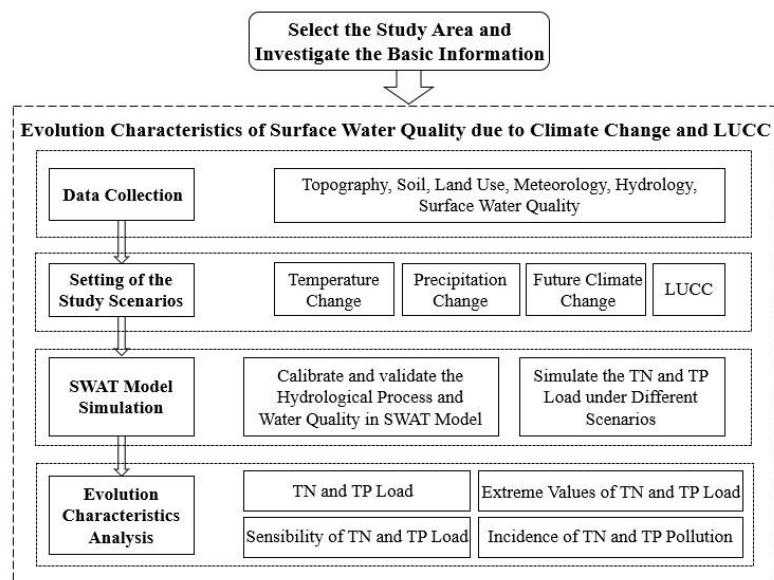 Select the Study Area and
Investigate the Basic Information
Evolution Characteristics of Surface Water Quality due to Climate Change and LUCC
Data Collection
Topography, Soil, Land Use, Meteorology, Hydrology,
Surface Water Quality
Setting of the
Study Scenarios
Temperature
Change
Precipitation
Change
Future Climate
Change
LUCC
SWAT Model
Simulation
Calibrate and validate the
Hydrological Process and
Water Quality in SWAT Model
Simulate the TN and TP
Load under Different
Scenarios
Evolution
Characteristics
Analysis
TN and TP Load
Extreme Values of TN and TP Load
Sensibility of TN and TP Load
Incidence of TN and TP Pollution